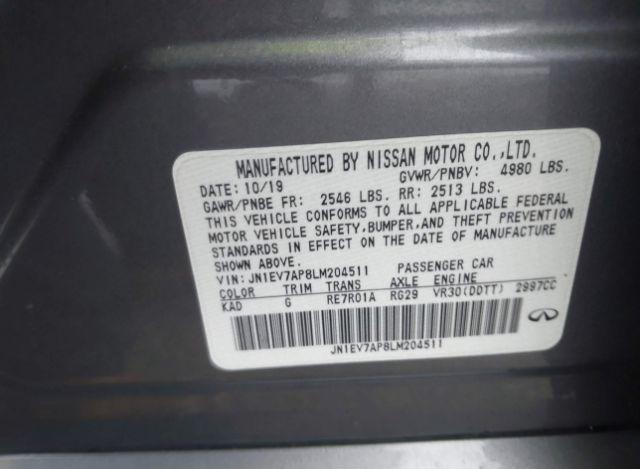 MANUFACTURED BY NISSAN MOTOR CO.,LTD.
DATE: 10/19 GVWR/PNBV: 4980 LBS.
GAWR/PNBE FR: 2546 LBS. RR: 2513 LBS.
THIS VEHICLE CONFORMS TO ALL APPLICABLE FEDERAL
MOTOR VEHICLE SAFETY,BUMPER,AND THEFT PREVENTION
STANDARDS IN EFFECT ON THE DATE OF MANUFACTURE
SHOWN ABOVE.
VIN: JN1EV7AP8LM204511 PASSENGER CAR
COLOR TRIM TRANS AXLE ENGINE
KAD G RE7R01A RG29 VR30(DDTT) 2997CC
JN1EV7AP8LM204511